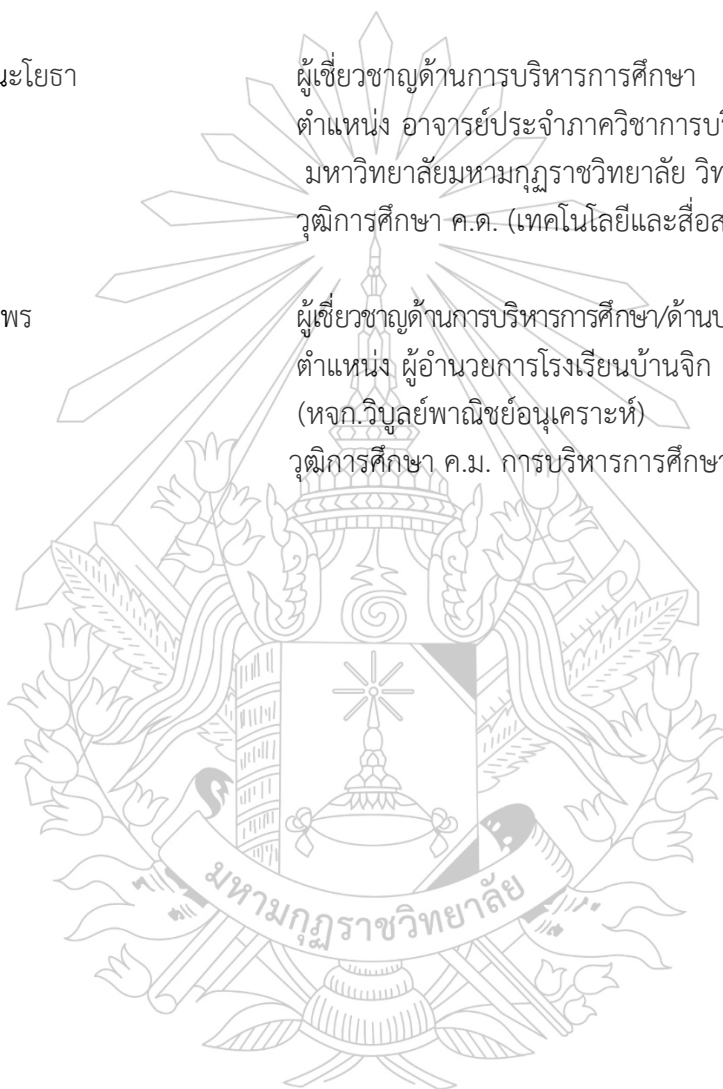 นะโยธา ผู้เชี่ยวชาญด้านการบริหารการศึกษา
ตำแหน่ง อาจารย์ประจำภาควิชาการบริ
มหาวิทยาลัยมหามกุฏราชวิทยาลัย วิท
วุฒิการศึกษา ค.ด. (เทคโนโลยีและสื่อส
พร ผู้เชี่ยวชาญด้านการบริหารการศึกษา/ด้าน
ตำแหน่ง ผู้อำนวยการโรงเรียนบ้านจิก
(หจก.วิบูลย์พาณิชย์อนุเคราะห์)
วุฒิการศึกษา ค.ม. การบริหารการศึกษา
มหามกุฏราชวิทยาลัย